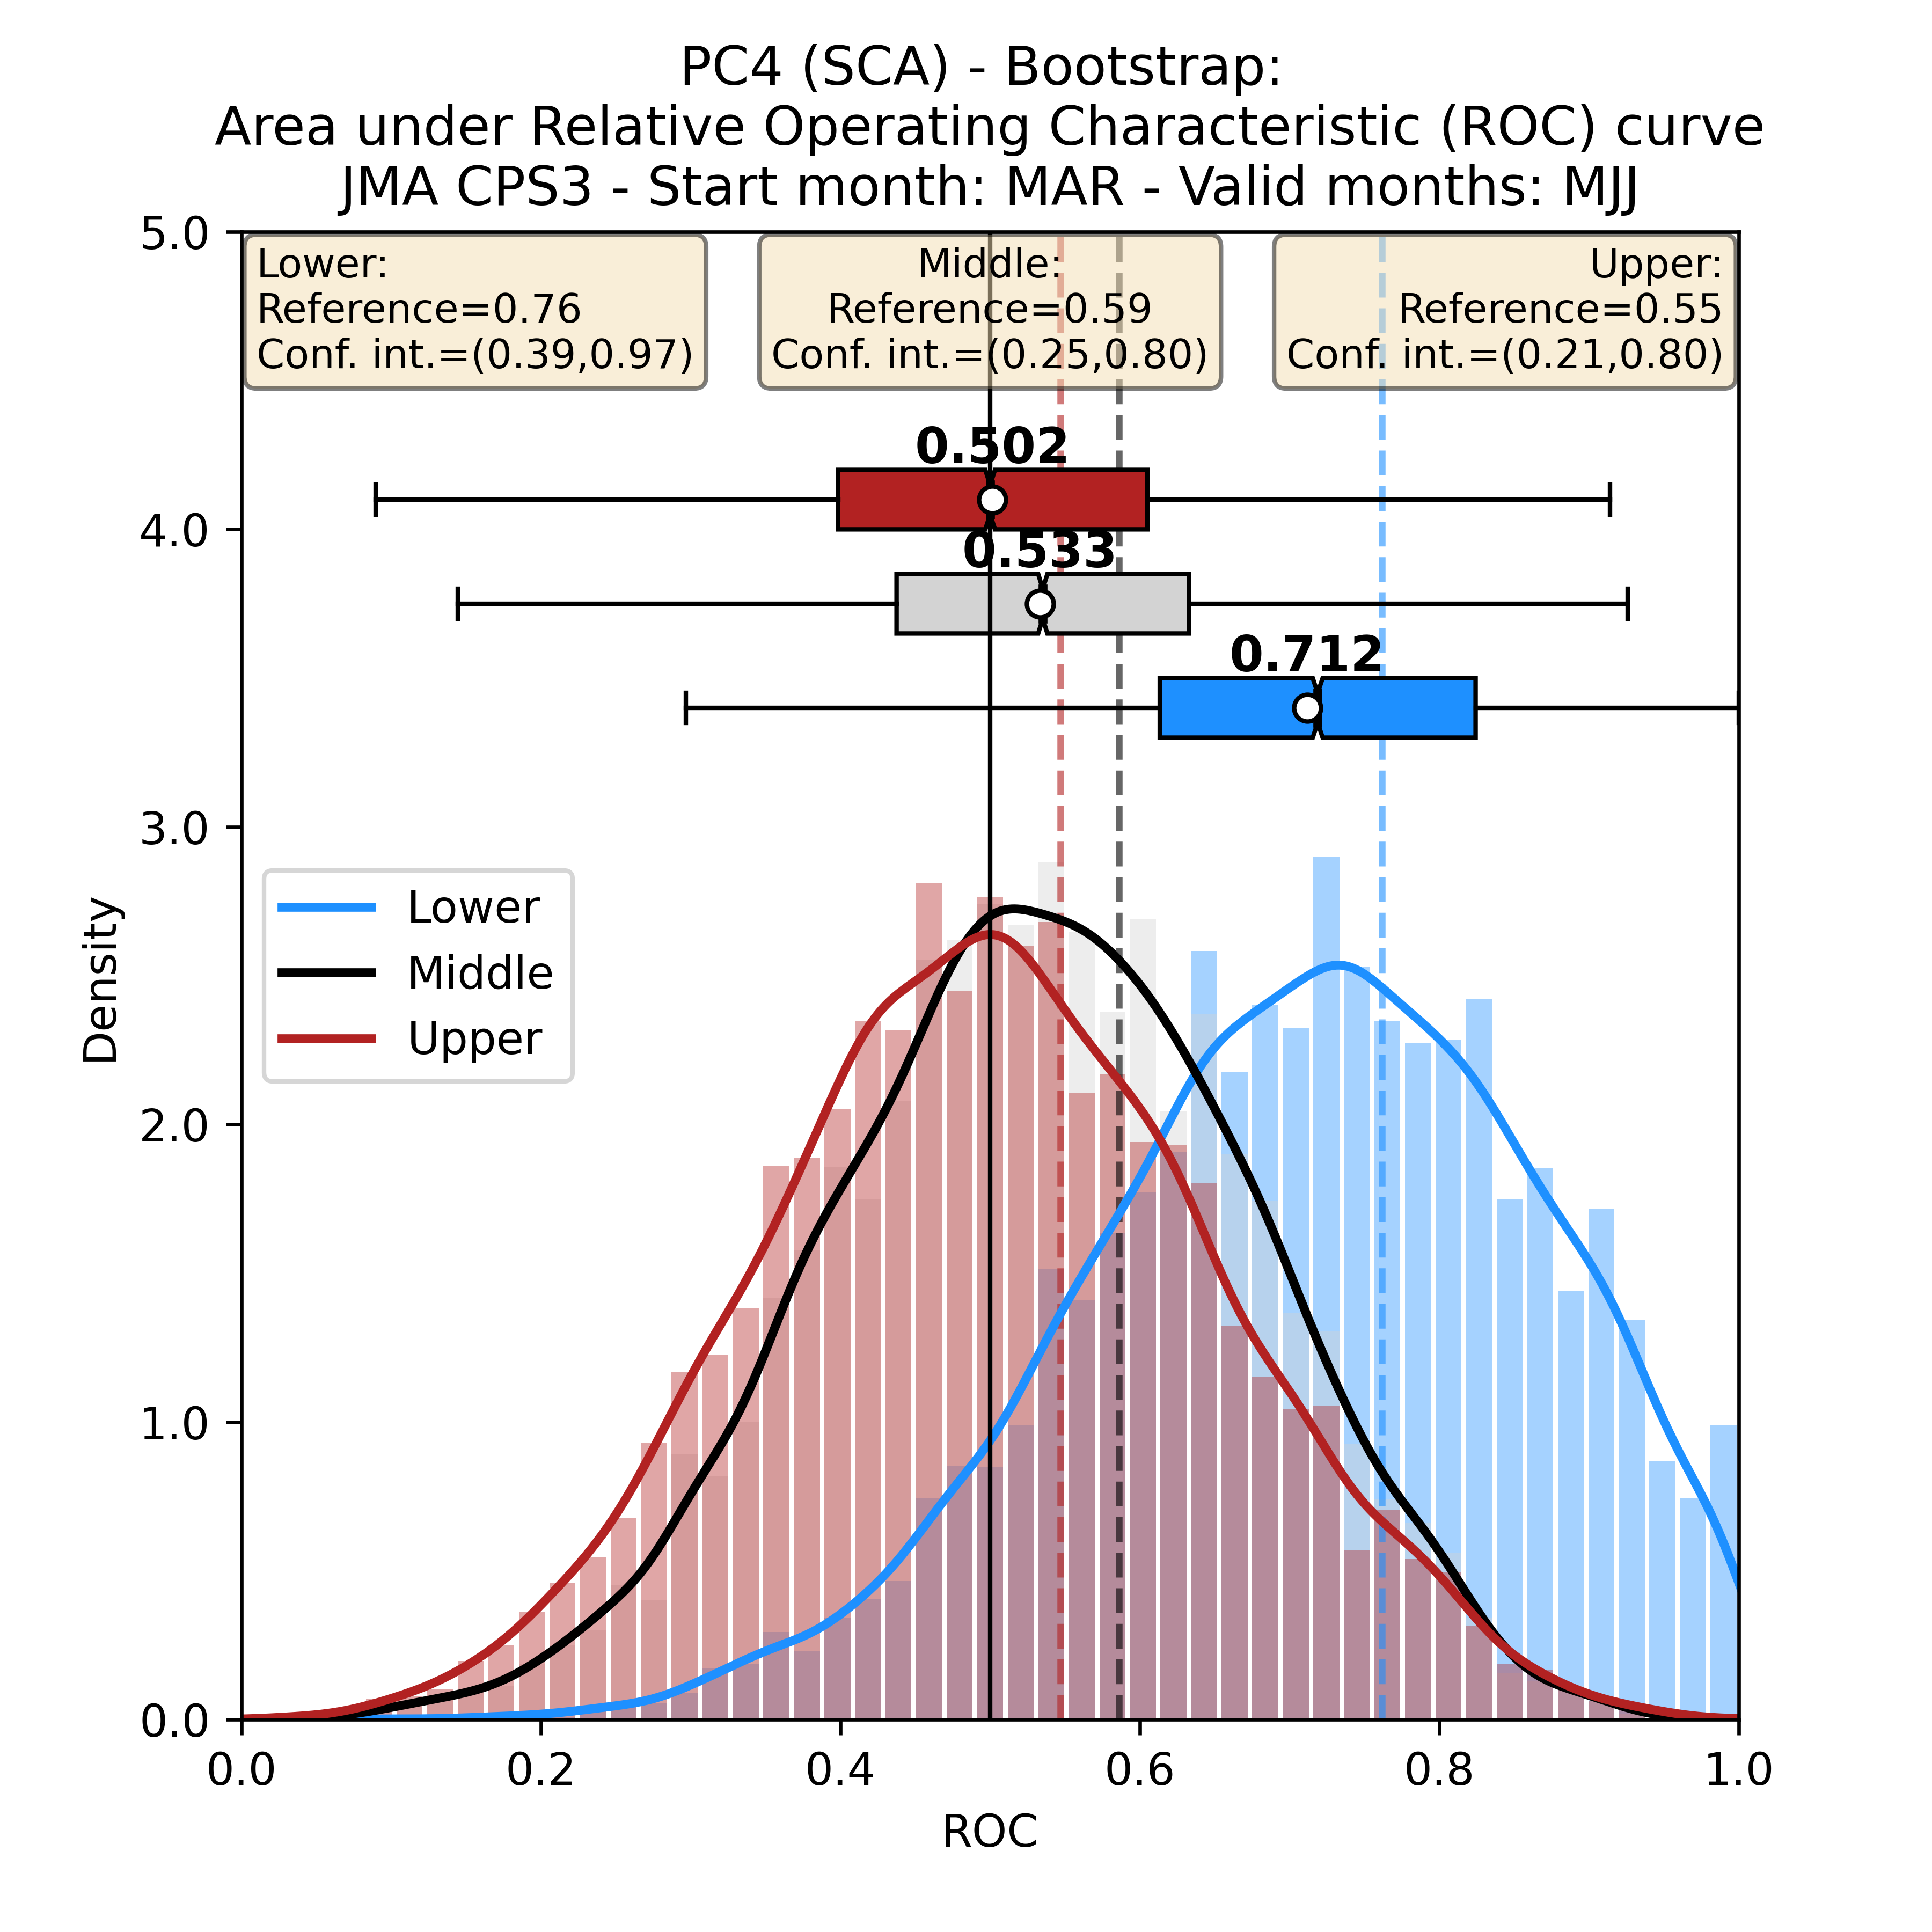 PC4 (SCA) - Bootstrap:
Area under Relative Operating Characteristic (ROC) curve
JMA CPS3 - Start month: MAR - Valid months: MJJ
5.0
Lower:
Reference=0.76
Conf. int.=(0.39,0.97)
Middle:
Reference=0.59
Conf. int.=(0.25,0.80)
Upper:
Reference=0.55
Conf. int.=(0.21,0.80)
0.502
4.0
0.533
0.712
3.0
Lower
Middle
Upper
Density
2.0
1.0
0.0
0.0 0.2 0.4 0.6 0.8 1.0
ROC